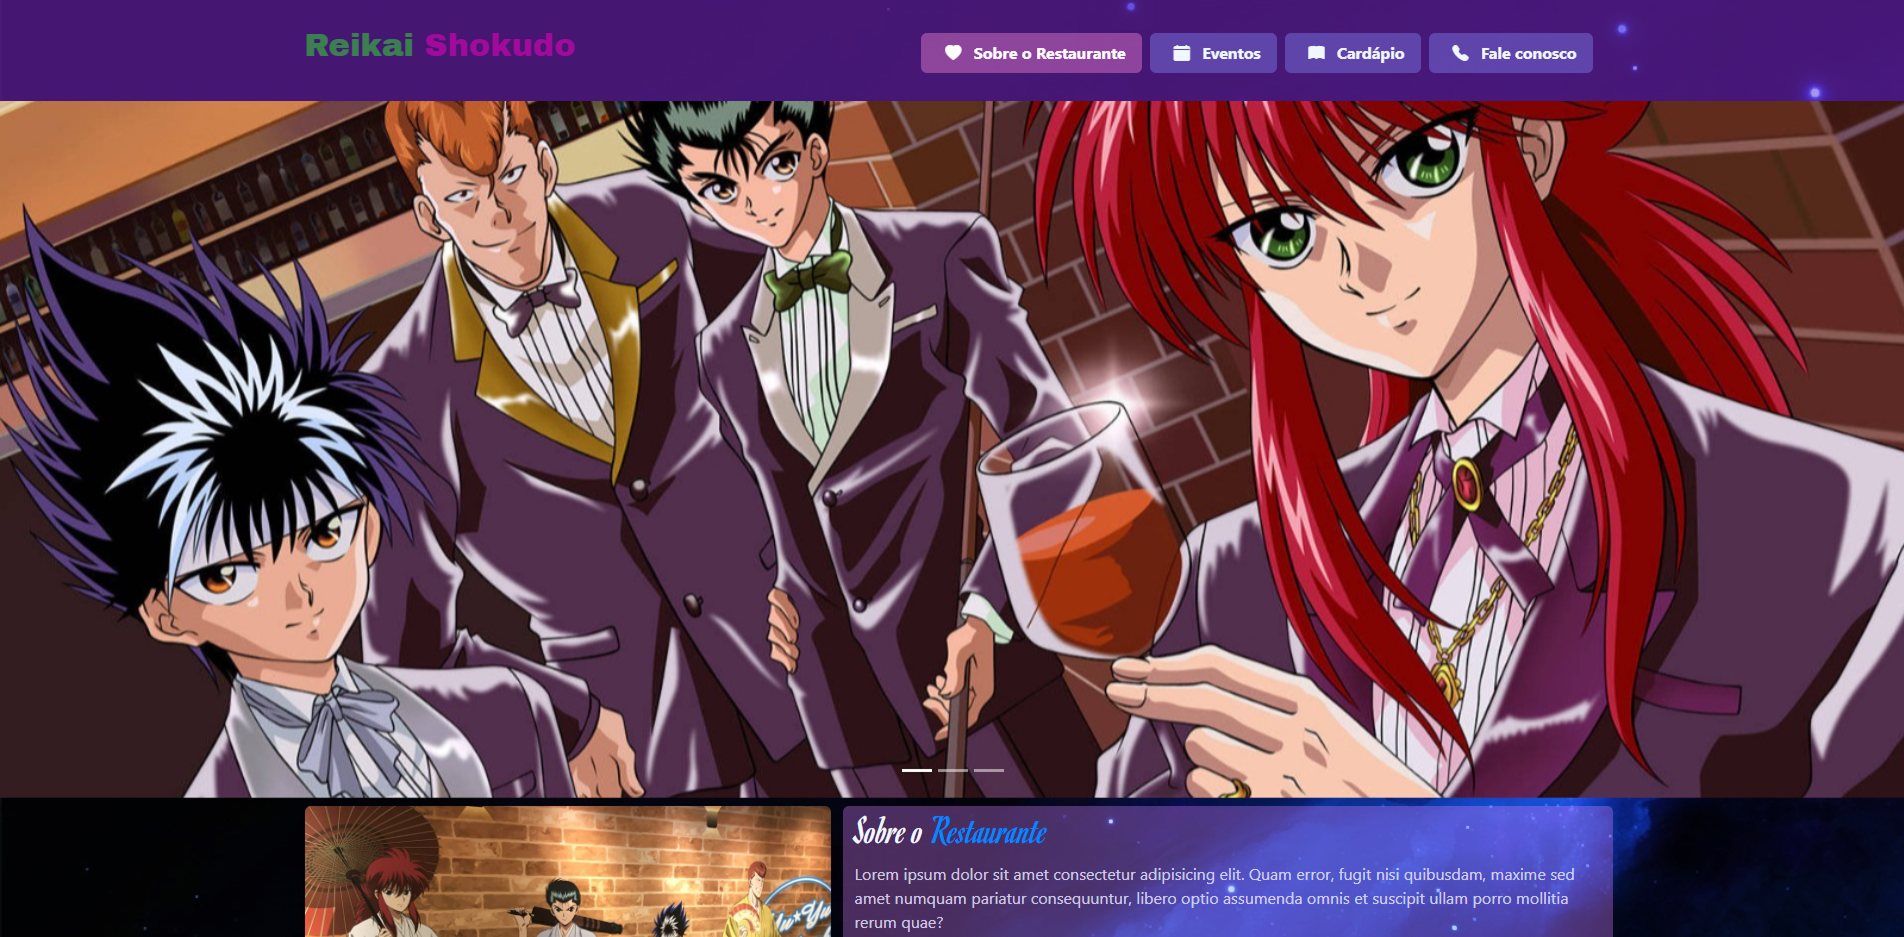 Reikai Shokudo
Sobre o Restaurante
Eventos
Cardápio
Fale conosco
Sobre o Restaurante
Lorem ipsum dolor sit amet consectetur adipisicing elit. Quam error, fugit nisi quibusdam, maxime sed
amet numquam pariatur consequuntur, libero optio assumenda omnis et suscipit ullam porro mollitia
rerum quae?